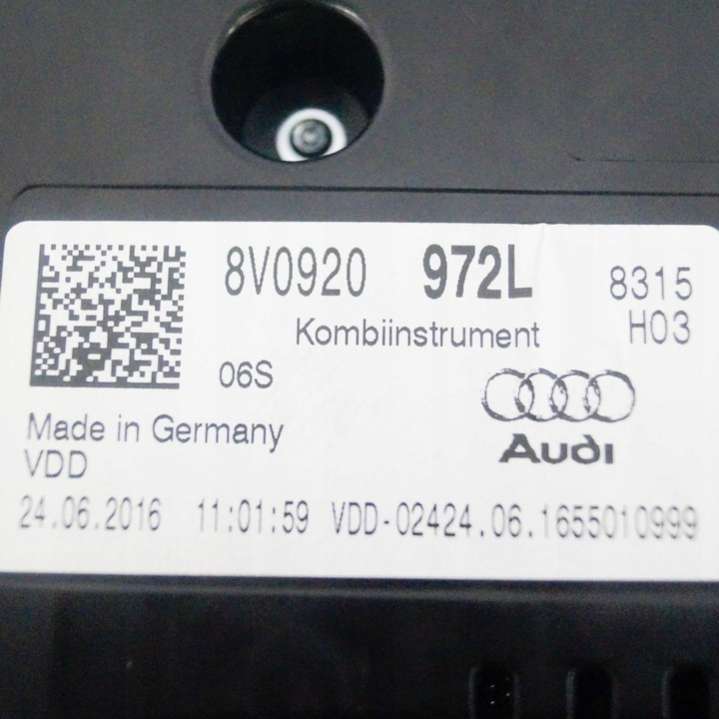 8V0920 972L 8315
Kombiinstrument H03
06S
Audi
Made in Germany
VDD
24.06.2016 11:01:59 VDD-02424.06.1655010999